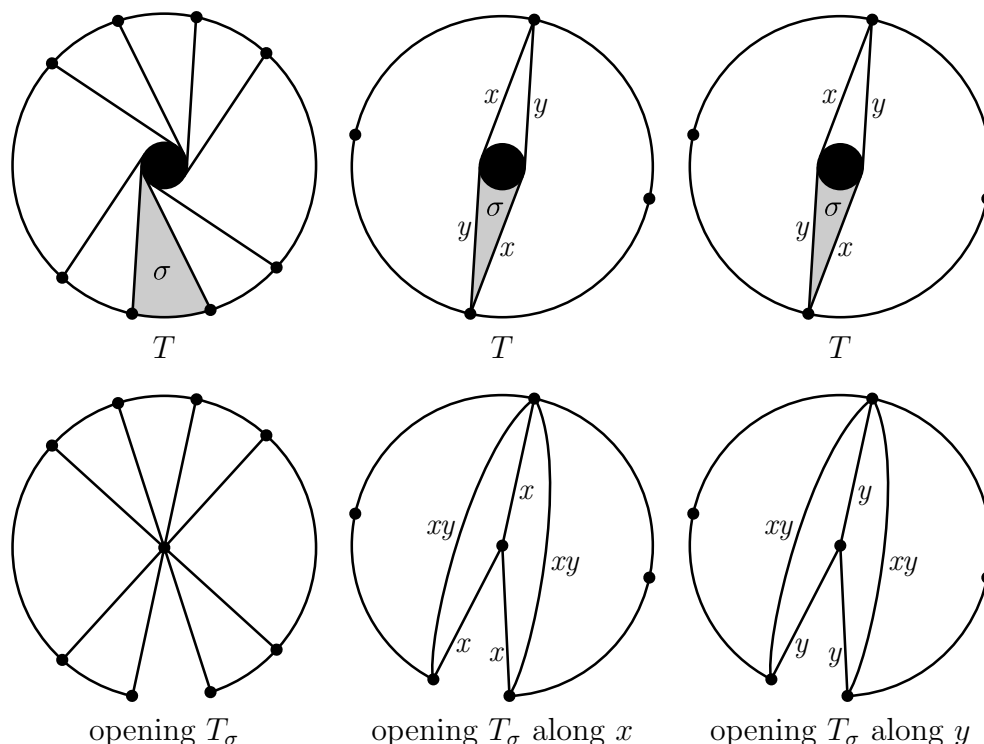 x y x y
σ σ σ
y x y x
T T T
x y
xy xy xy xy
x x y y
opening T_σ opening T_σ along x opening T_σ along y